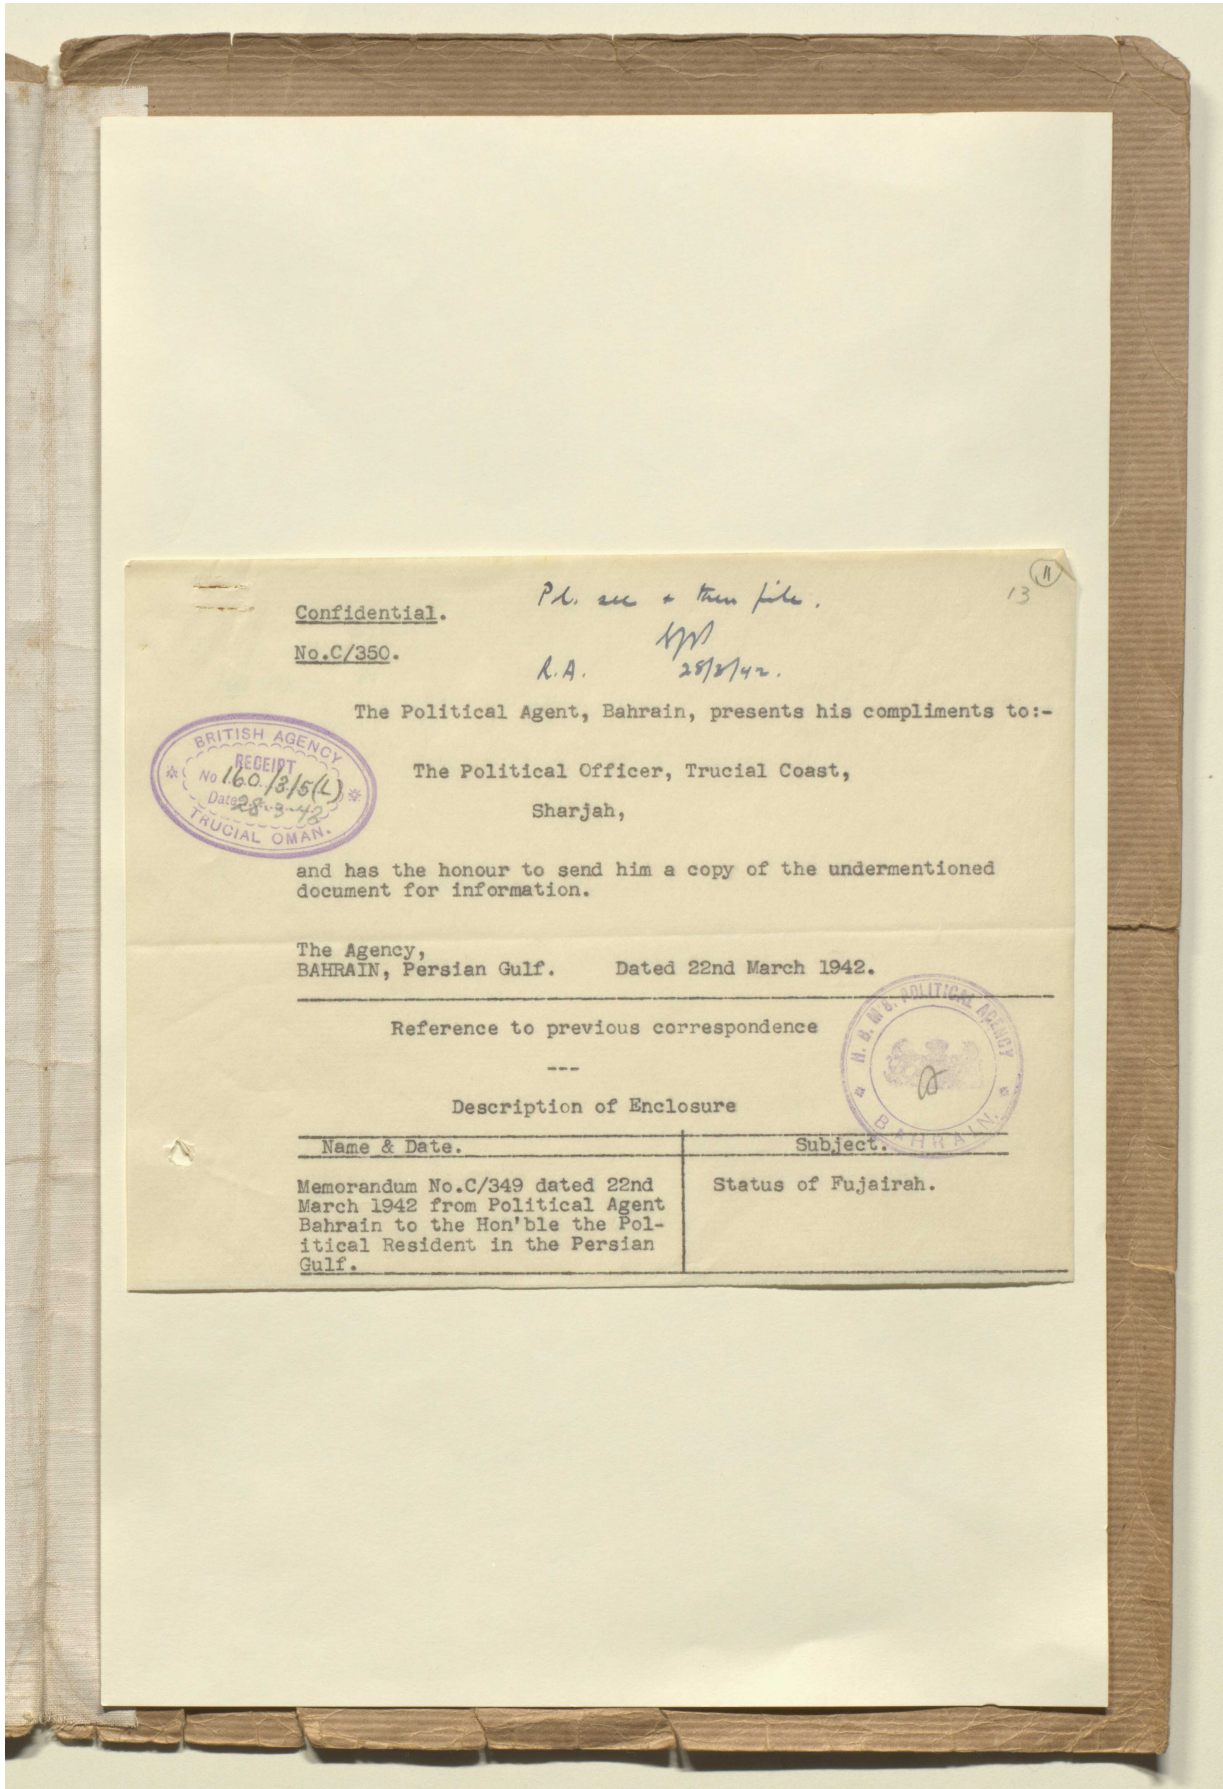 11
13
Pl. see & then file.
28/3/42.
R.A.
Confidential.
No.C/350.
The Political Agent, Bahrain, presents his compliments to:-
BRITISH AGENCY
RECEIPT
No 160/3/5(L)
Date 28-3-42
TRUCIAL OMAN.
The Political Officer, Trucial Coast,
Sharjah,
and has the honour to send him a copy of the undermentioned
document for information.
The Agency,
BAHRAIN, Persian Gulf. Dated 22nd March 1942.
H. B. M'S. POLITICAL AGENCY
BAHRAIN.
Reference to previous correspondence
---
Description of Enclosure
Name & Date. Subject.
Memorandum No.C/349 dated 22nd Status of Fujairah.
March 1942 from Political Agent
Bahrain to the Hon'ble the Pol-
itical Resident in the Persian
Gulf.